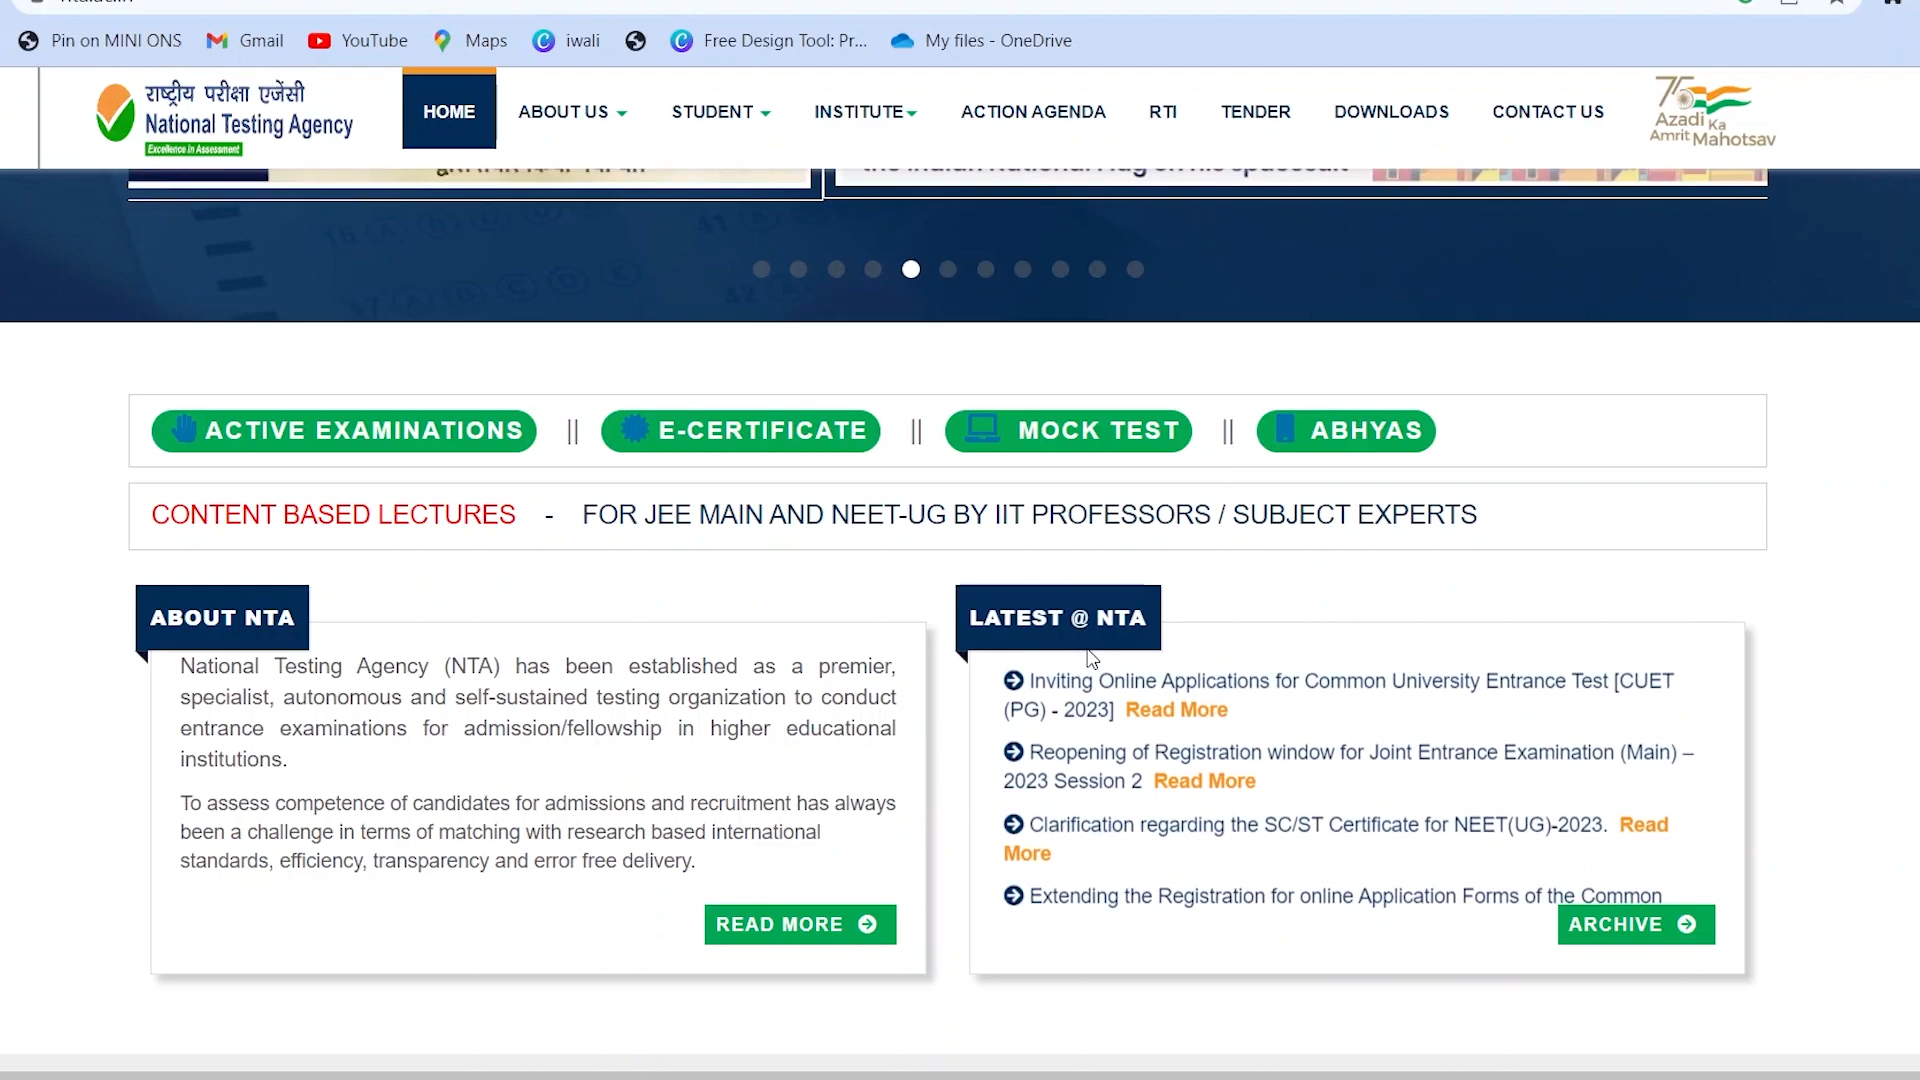 Pin on MINI ONS Gmail YouTube Maps iwali Free Design Tool: Pr... My files - OneDrive
राष्ट्रीय परीक्षा एजेंसी
National Testing Agency
Excellence in Assessment
HOME ABOUT US STUDENT INSTITUTE ACTION AGENDA RTI TENDER DOWNLOADS CONTACT US
75
Azadi Ka
Amrit Mahotsav
the Indian National Flag on his spacesuit
ACTIVE EXAMINATIONS || E-CERTIFICATE || MOCK TEST || ABHYAS
CONTENT BASED LECTURES - FOR JEE MAIN AND NEET-UG BY IIT PROFESSORS / SUBJECT EXPERTS
ABOUT NTA
National Testing Agency (NTA) has been established as a premier,
specialist, autonomous and self-sustained testing organization to conduct
entrance examinations for admission/fellowship in higher educational
institutions.
To assess competence of candidates for admissions and recruitment has always
been a challenge in terms of matching with research based international
standards, efficiency, transparency and error free delivery.
READ MORE
LATEST @ NTA
Inviting Online Applications for Common University Entrance Test [CUET
(PG) - 2023] Read More
Reopening of Registration window for Joint Entrance Examination (Main) –
2023 Session 2 Read More
Clarification regarding the SC/ST Certificate for NEET(UG)-2023. Read
More
Extending the Registration for online Application Forms of the Common
ARCHIVE